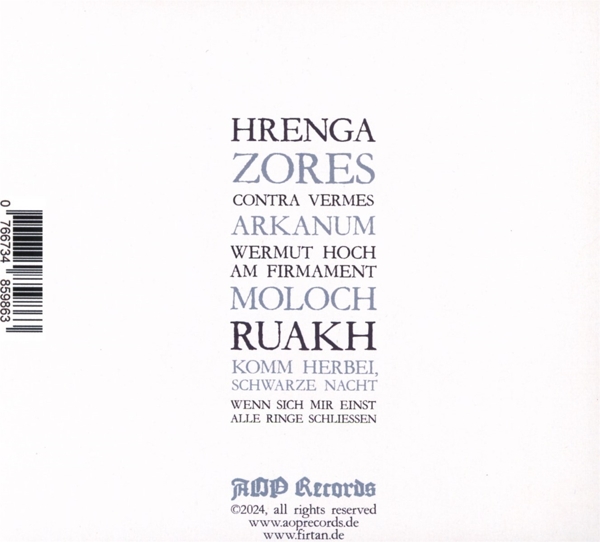 HRENGA
ZORES
CONTRA VERMES
ARKANUM
WERMUT HOCH
AM FIRMAMENT
MOLOCH
RUAKH
KOMM HERBEI,
SCHWARZE NACHT
WENN SICH MIR EINST
ALLE RINGE SCHLIESSEN
0 766734 859863
AOP Records
©2024, all rights reserved
www.aoprecords.de
www.firtan.de